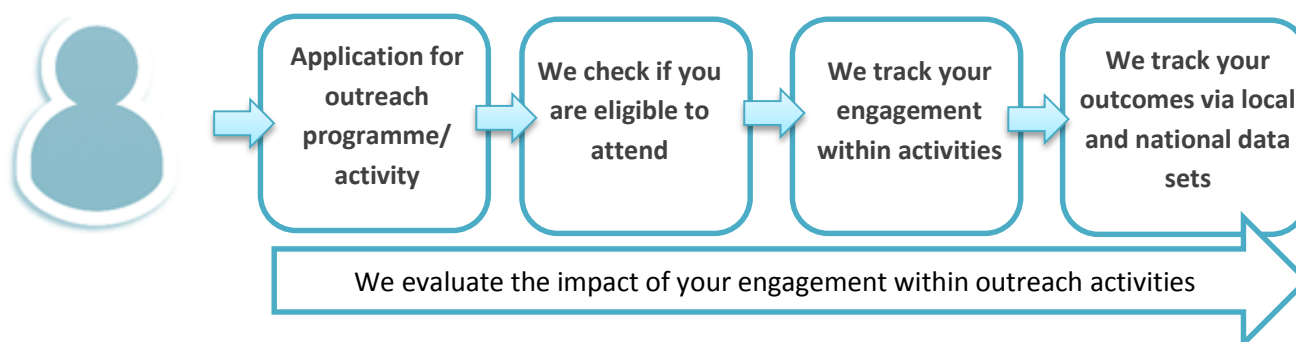 Application for
outreach
programme/
activity
We check if you
are eligible to
attend
We track your
engagement
within activities
We track your
outcomes via local
and national data
sets
We evaluate the impact of your engagement within outreach activities